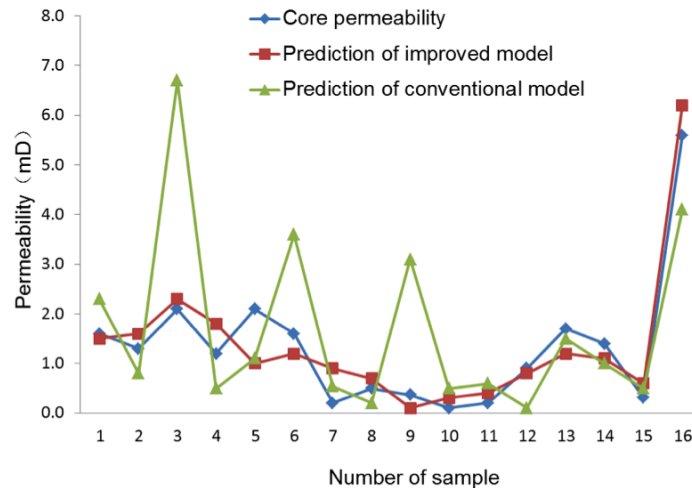 8.0
7.0
6.0
5.0
4.0
3.0
2.0
1.0
0.0
Permeability（mD）
Core permeability
Prediction of improved model
Prediction of conventional model
1 2 3 4 5 6 7 8 9 10 11 12 13 14 15 16
Number of sample